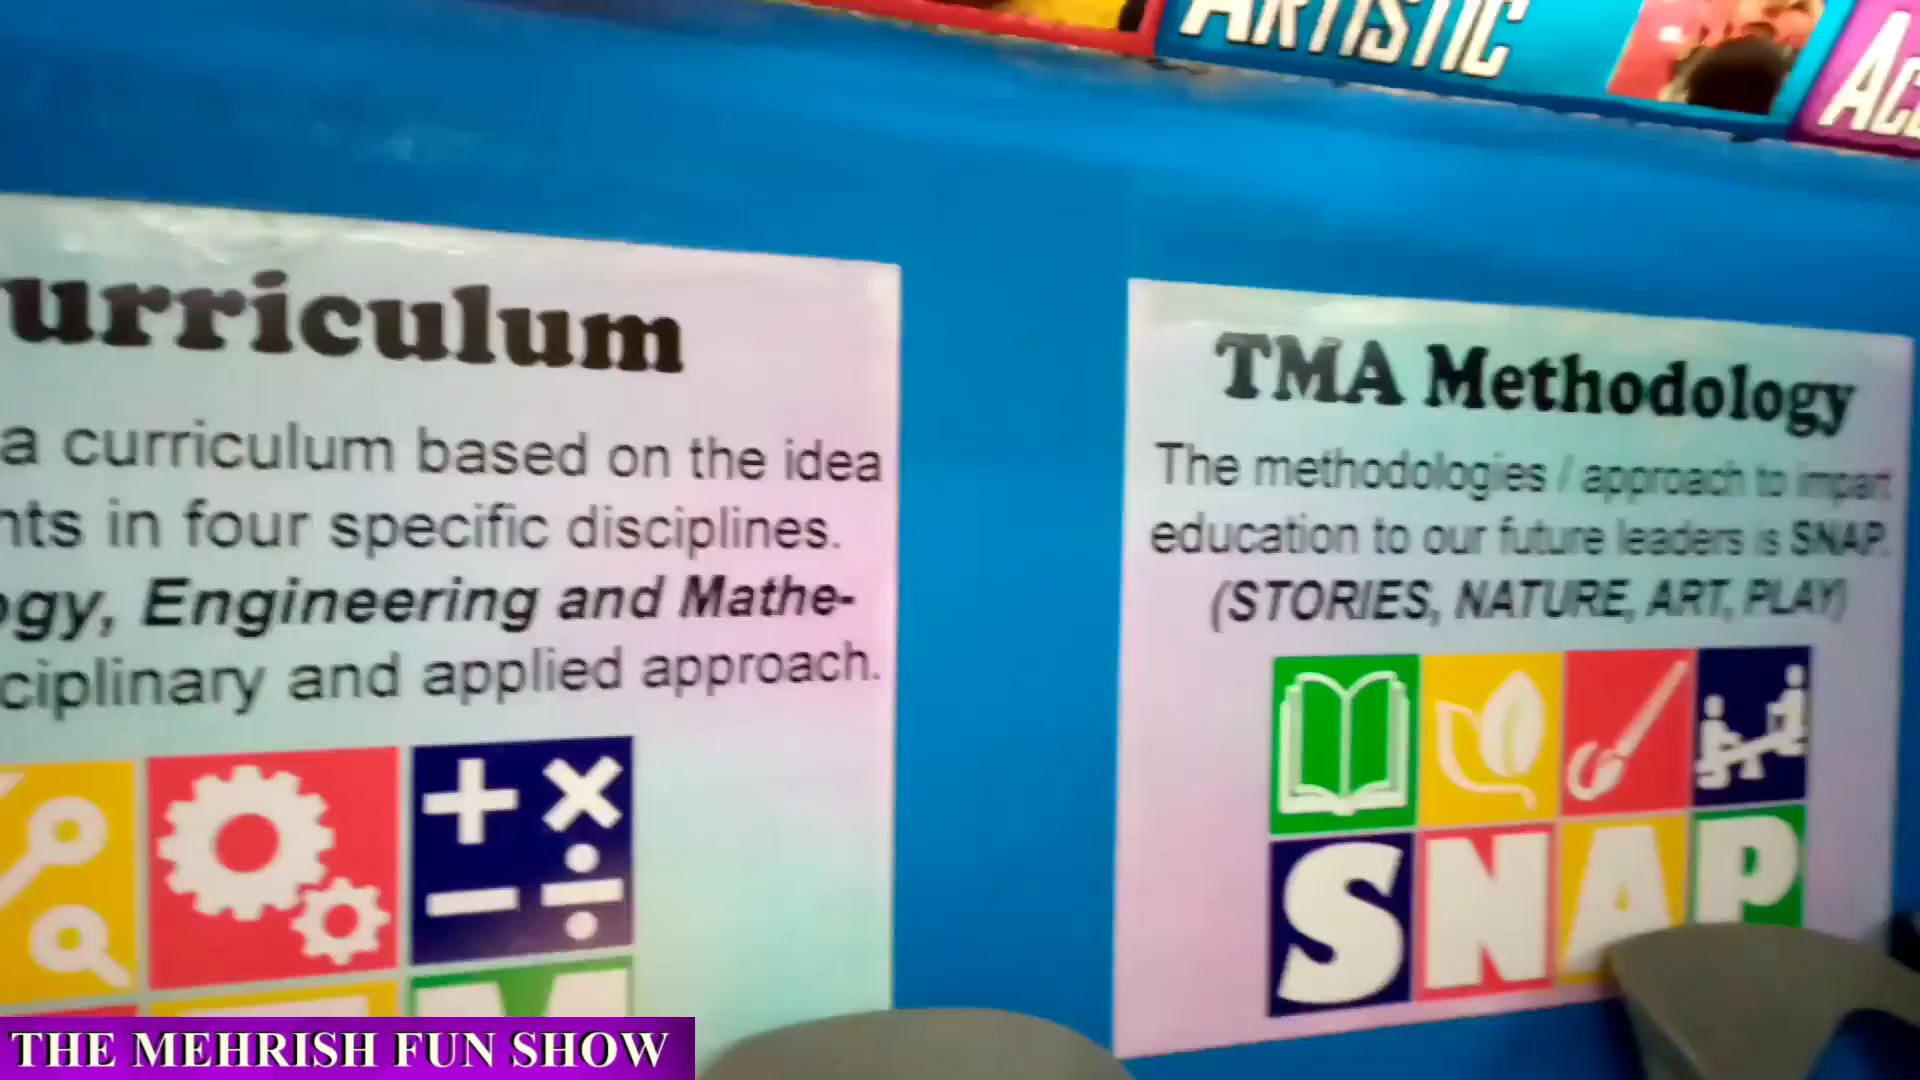 ARTISTIC
urriculum
a curriculum based on the idea
nts in four specific disciplines.
ogy, Engineering and Mathe-
ciplinary and applied approach.
M
TMA Methodology
The methodologies / approach to impart
education to our future leaders is SNAP.
(STORIES, NATURE, ART, PLAY)
SNAP
THE MEHRISH FUN SHOW